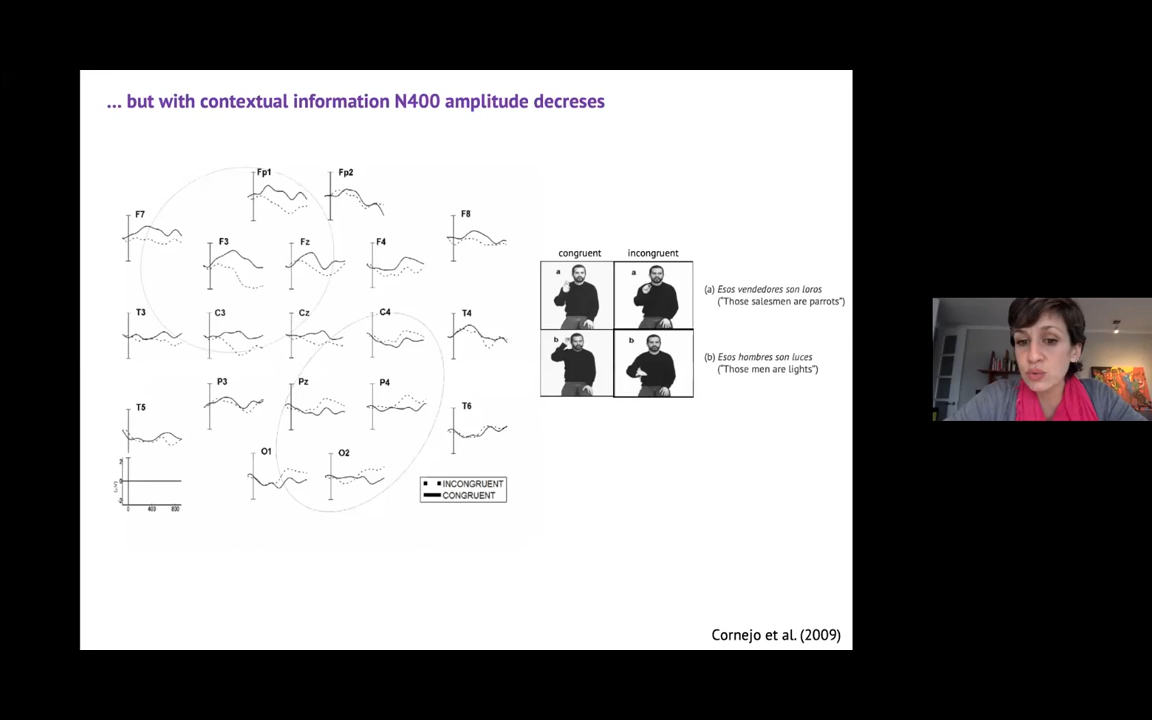 ... but with contextual information N400 amplitude decreses
Fp1
Fp2
F7
F8
F3
Fz
F4
T3
C3
Cz
C4
T4
P3
Pz
P4
T5
T6
O1
O2
0
400
800
INCONGRUENT
CONGRUENT
congruent
incongruent
a
a
b
b
(a) Esos vendedores son loros
("Those salesmen are parrots")
(b) Esos hombres son luces
("Those men are lights")
Cornejo et al. (2009)